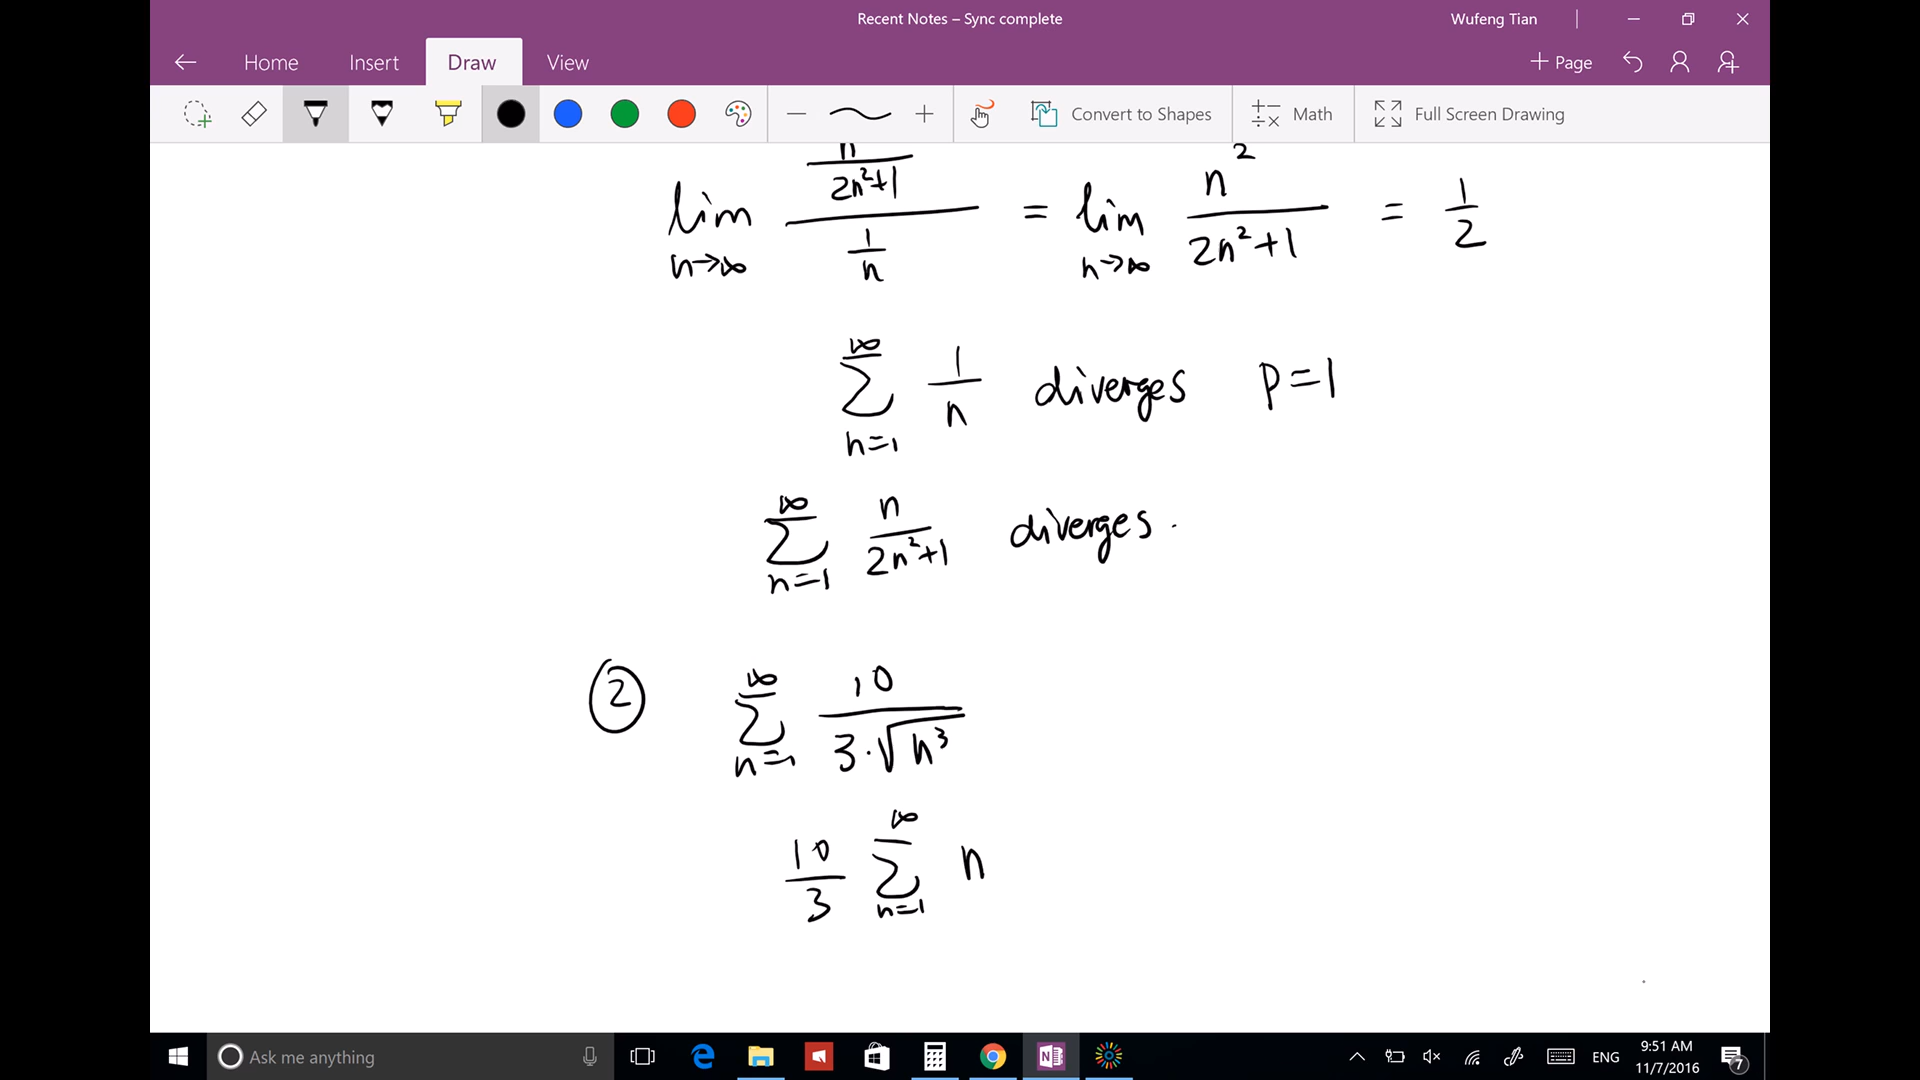 Recent Notes – Sync complete
Wufeng Tian
Home Insert Draw View
+ Page
Convert to Shapes
Math
Full Screen Drawing
lim n→∞ (n/(2n²+1))/(1/n) = lim n→∞ n²/(2n²+1) = 1/2
∞ ∑ n=1 1/n diverges p=1
∞ ∑ n=1 n/(2n²+1) diverges.
② ∞ ∑ n=1 10/(3·√n³)
10/3 ∞ ∑ n=1 n
Ask me anything
ENG
9:51 AM
11/7/2016
7